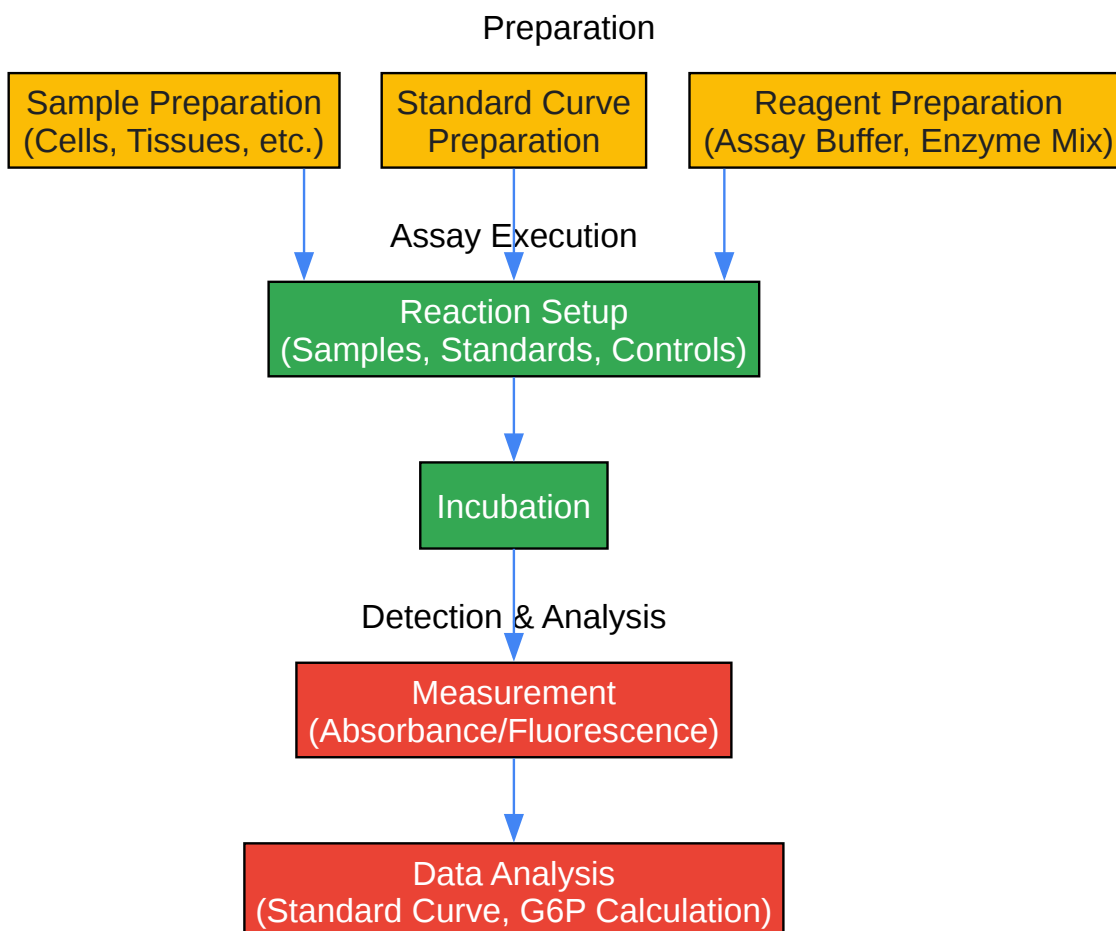 Preparation
Sample Preparation
(Cells, Tissues, etc.)
Standard Curve
Preparation
Reagent Preparation
(Assay Buffer, Enzyme Mix)
Assay Execution
Reaction Setup
(Samples, Standards, Controls)
Incubation
Detection & Analysis
Measurement
(Absorbance/Fluorescence)
Data Analysis
(Standard Curve, G6P Calculation)